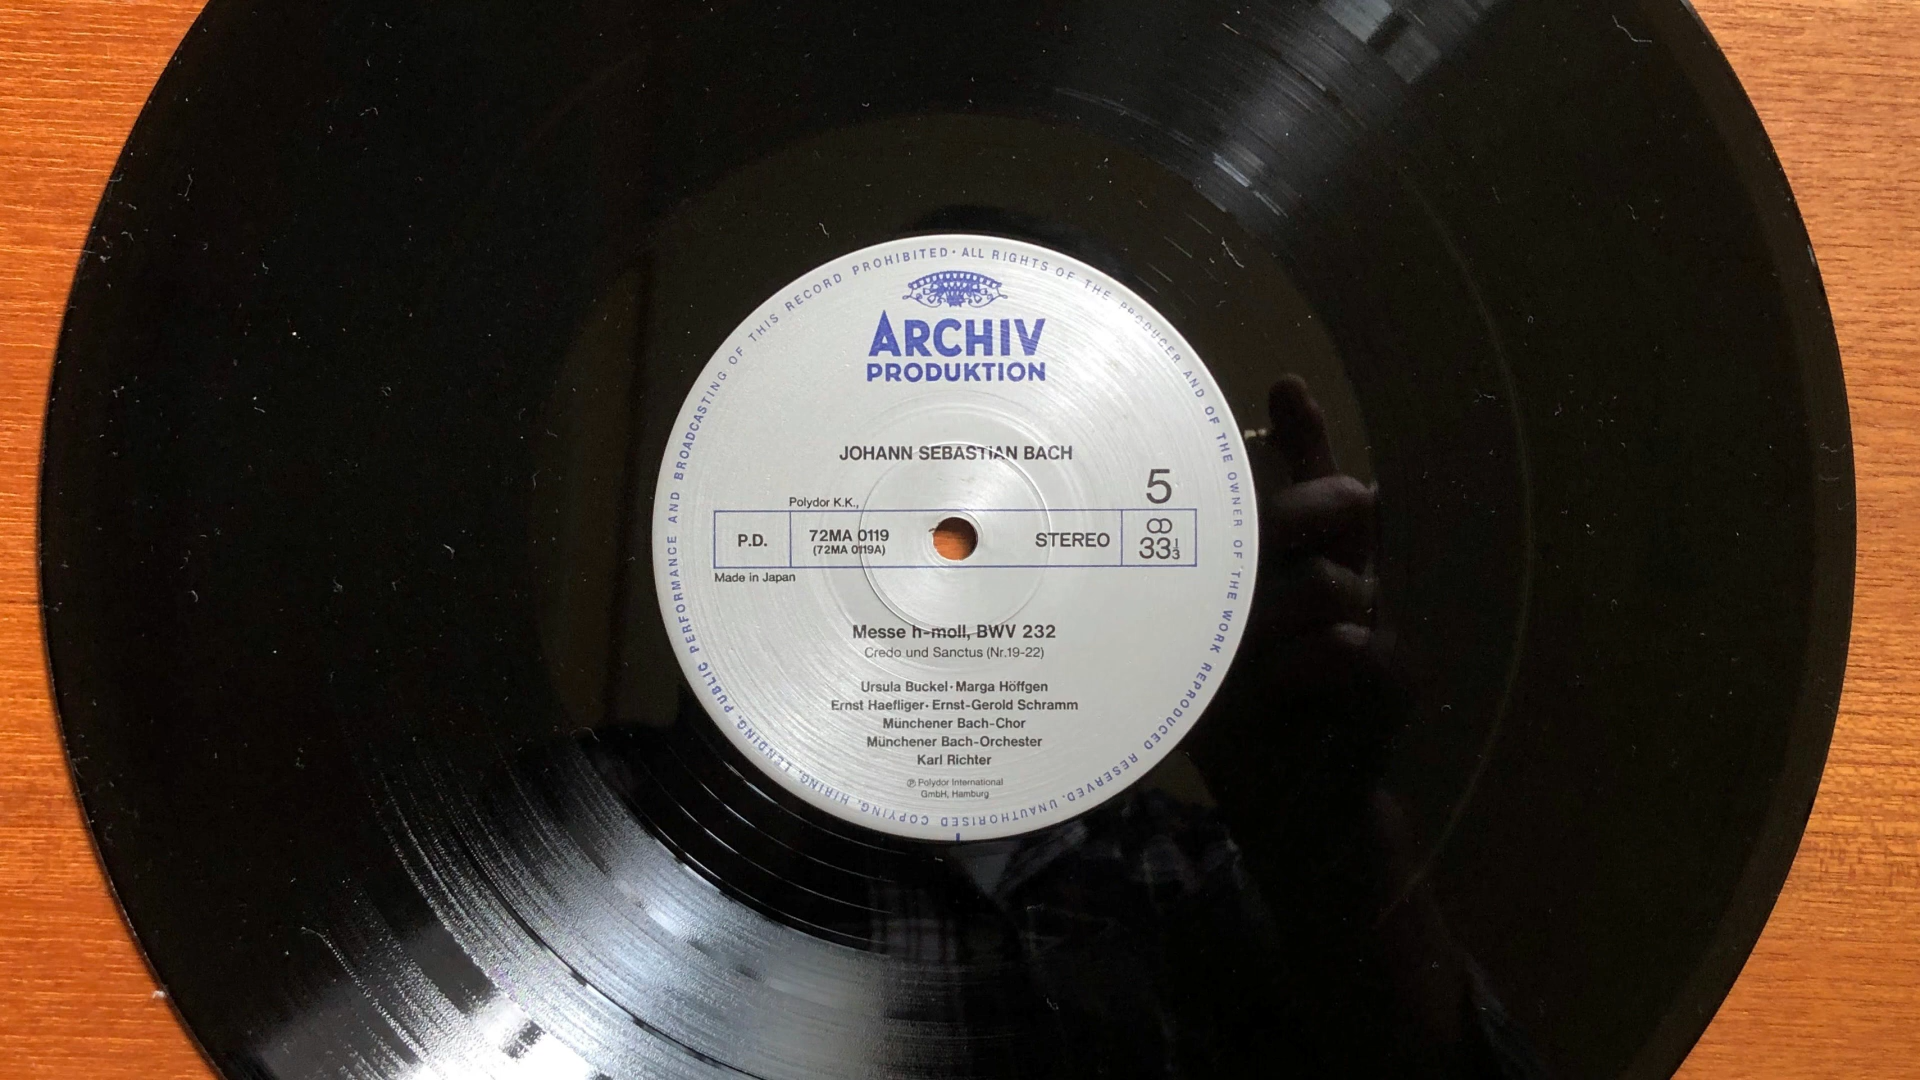 PUBLIC PERFORMANCE AND BROADCASTING OF THIS RECORD PROHIBITED · ALL RIGHTS OF THE PRODUCER AND OF THE OWNER OF THE WORK REPRODUCED RESERVED. UNAUTHORISED COPYING, HIRING, LENDING,
ARCHIV
PRODUKTION
JOHANN SEBASTIAN BACH
5
Polydor K.K.,
P.D.
72MA 0119
(72MA 0119A)
STEREO
33 1/3
Made in Japan
Messe h-moll, BWV 232
Credo und Sanctus (Nr.19-22)
Ursula Buckel · Marga Höffgen
Ernst Haefliger · Ernst-Gerold Schramm
Münchener Bach-Chor
Münchener Bach-Orchester
Karl Richter
℗ Polydor International
GmbH, Hamburg